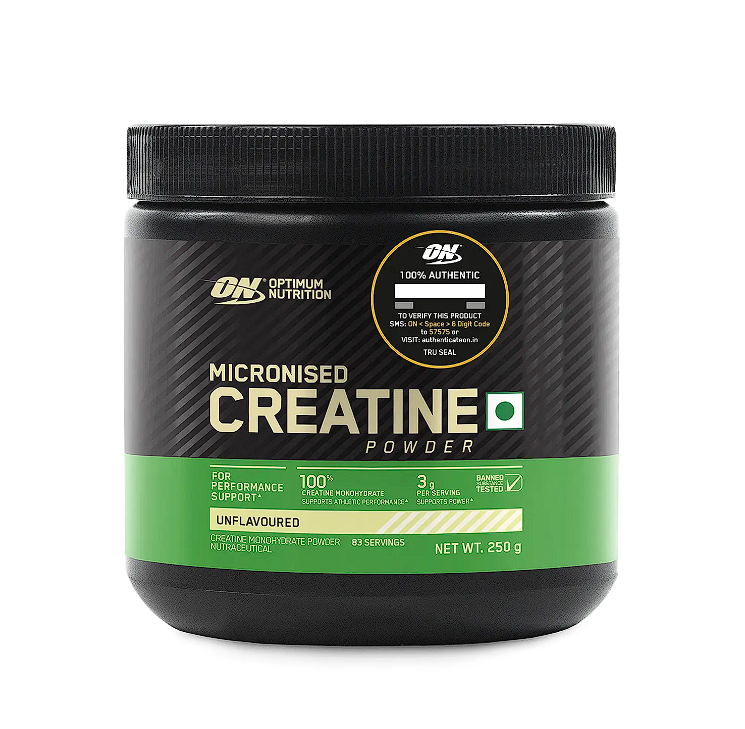 ON
OPTIMUM
NUTRITION
ON
100% AUTHENTIC
TO VERIFY THIS PRODUCT
SMS: ON < Space > 6 Digit Code
to 57575 or
VISIT: authenticateon.in
TRU SEAL
MICRONISED
CREATINE
POWDER
FOR
PERFORMANCE
SUPPORT^
100%
CREATINE MONOHYDRATE
SUPPORTS ATHLETIC PERFORMANCE^
3 g
PER SERVING
SUPPORTS POWER^
BANNED
SUBSTANCE
TESTED
UNFLAVOURED
CREATINE MONOHYDRATE POWDER
NUTRACEUTICAL
83 SERVINGS
NET WT. 250 g